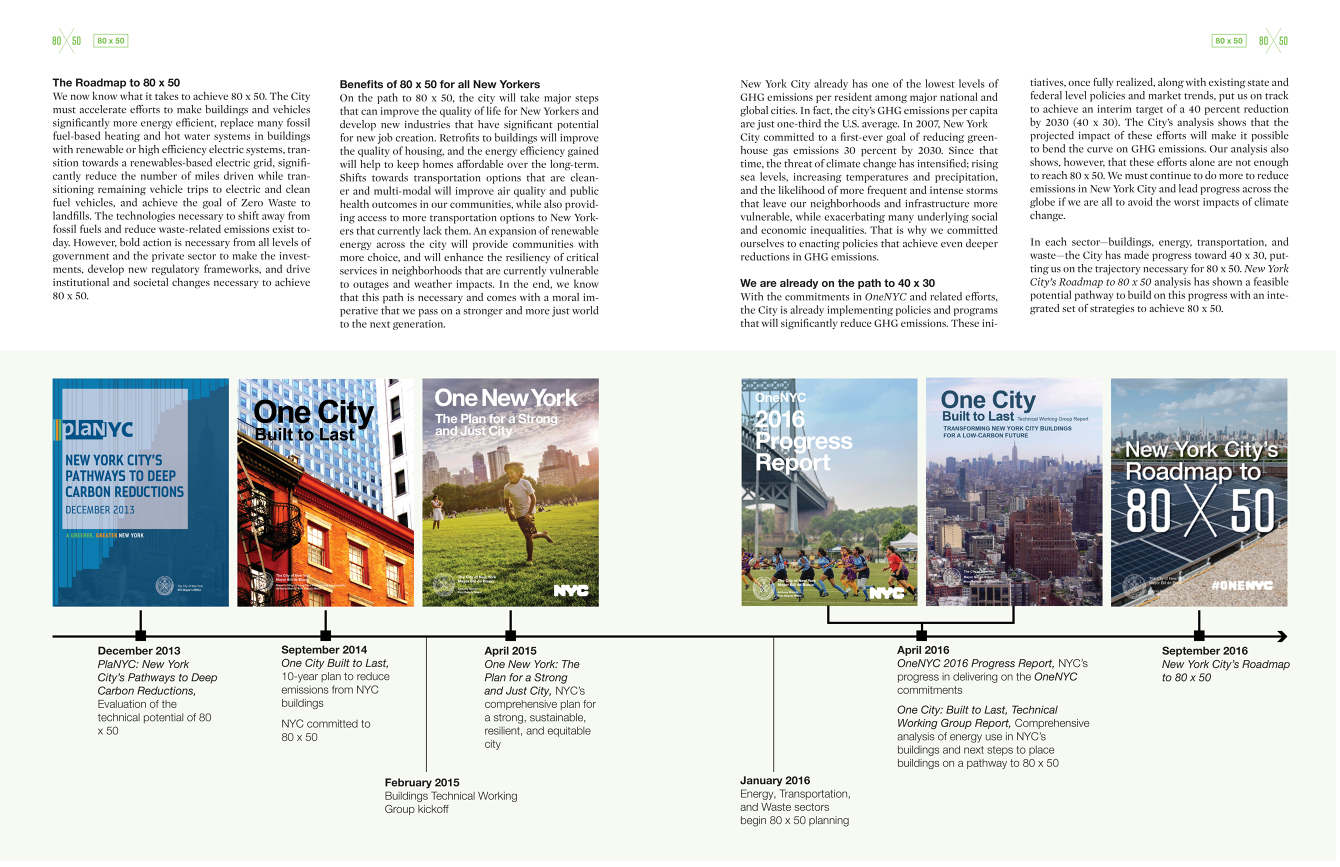 80 50
80 x 50
80 x 50
80 50
The Roadmap to 80 x 50
We now know what it takes to achieve 80 x 50. The City
must accelerate efforts to make buildings and vehicles
significantly more energy efficient, replace many fossil
fuel-based heating and hot water systems in buildings
with renewable or high efficiency electric systems, tran-
sition towards a renewables-based electric grid, signifi-
cantly reduce the number of miles driven while tran-
sitioning remaining vehicle trips to electric and clean
fuel vehicles, and achieve the goal of Zero Waste to
landfills. The technologies necessary to shift away from
fossil fuels and reduce waste-related emissions exist to-
day. However, bold action is necessary from all levels of
government and the private sector to make the invest-
ments, develop new regulatory frameworks, and drive
institutional and societal changes necessary to achieve
80 x 50.
Benefits of 80 x 50 for all New Yorkers
On the path to 80 x 50, the city will take major steps
that can improve the quality of life for New Yorkers and
develop new industries that have significant potential
for new job creation. Retrofits to buildings will improve
the quality of housing, and the energy efficiency gained
will help to keep homes affordable over the long-term.
Shifts towards transportation options that are clean-
er and multi-modal will improve air quality and public
health outcomes in our communities, while also provid-
ing access to more transportation options to New York-
ers that currently lack them. An expansion of renewable
energy across the city will provide communities with
more choice, and will enhance the resiliency of critical
services in neighborhoods that are currently vulnerable
to outages and weather impacts. In the end, we know
that this path is necessary and comes with a moral im-
perative that we pass on a stronger and more just world
to the next generation.
New York City already has one of the lowest levels of
GHG emissions per resident among major national and
global cities. In fact, the city's GHG emissions per capita
are just one-third the U.S. average. In 2007, New York
City committed to a first-ever goal of reducing green-
house gas emissions 30 percent by 2030. Since that
time, the threat of climate change has intensified; rising
sea levels, increasing temperatures and precipitation,
and the likelihood of more frequent and intense storms
that leave our neighborhoods and infrastructure more
vulnerable, while exacerbating many underlying social
and economic inequalities. That is why we committed
ourselves to enacting policies that achieve even deeper
reductions in GHG emissions.
We are already on the path to 40 x 30
With the commitments in OneNYC and related efforts,
the City is already implementing policies and programs
that will significantly reduce GHG emissions. These ini-
tiatives, once fully realized, along with existing state and
federal level policies and market trends, put us on track
to achieve an interim target of a 40 percent reduction
by 2030 (40 x 30). The City's analysis shows that the
projected impact of these efforts will make it possible
to bend the curve on GHG emissions. Our analysis also
shows, however, that these efforts alone are not enough
to reach 80 x 50. We must continue to do more to reduce
emissions in New York City and lead progress across the
globe if we are all to avoid the worst impacts of climate
change.
In each sector—buildings, energy, transportation, and
waste—the City has made progress toward 40 x 30, put-
ting us on the trajectory necessary for 80 x 50. New York
City's Roadmap to 80 x 50 analysis has shown a feasible
potential pathway to build on this progress with an inte-
grated set of strategies to achieve 80 x 50.
plaNYC
NEW YORK CITY'S
PATHWAYS TO DEEP
CARBON REDUCTIONS
DECEMBER 2013
A GREENER, GREATER NEW YORK
One City
Built to Last
One New York
The Plan for a Strong
and Just City
NYC
OneNYC
2016
Progress
Report
NYC
One City
Built to Last Technical Working Group Report
TRANSFORMING NEW YORK CITY BUILDINGS
FOR A LOW-CARBON FUTURE
New York City's
Roadmap to
80 50
#ONENYC
December 2013
PlaNYC: New York
City's Pathways to Deep
Carbon Reductions,
Evaluation of the
technical potential of 80
x 50
September 2014
One City Built to Last,
10-year plan to reduce
emissions from NYC
buildings
NYC committed to
80 x 50
February 2015
Buildings Technical Working
Group kickoff
April 2015
One New York: The
Plan for a Strong
and Just City, NYC's
comprehensive plan for
a strong, sustainable,
resilient, and equitable
city
January 2016
Energy, Transportation,
and Waste sectors
begin 80 x 50 planning
April 2016
OneNYC 2016 Progress Report, NYC's
progress in delivering on the OneNYC
commitments
One City: Built to Last, Technical
Working Group Report, Comprehensive
analysis of energy use in NYC's
buildings and next steps to place
buildings on a pathway to 80 x 50
September 2016
New York City's Roadmap
to 80 x 50